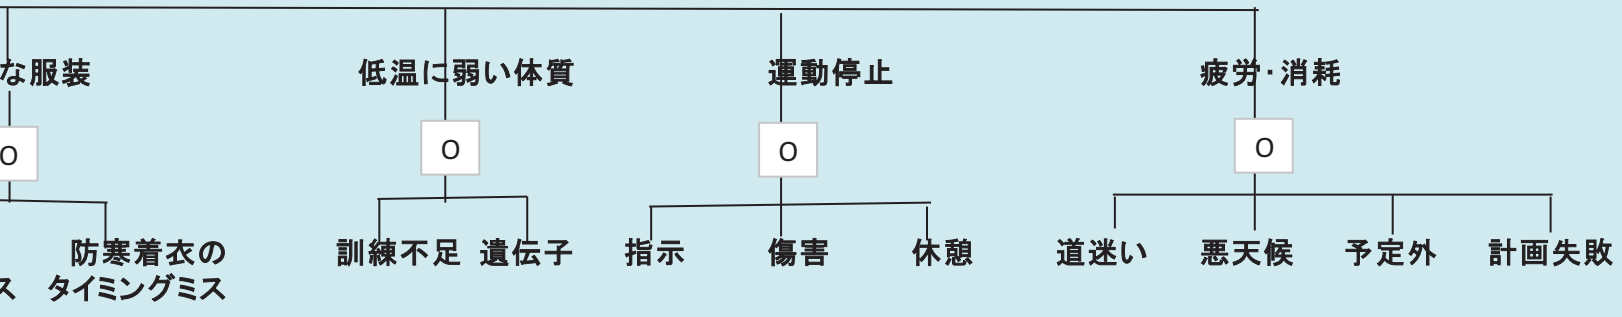 な服装
低温に弱い体質
運動停止
疲労・消耗
O
O
O
O
防寒着衣の
タイミングミス
ス
訓練不足
遺伝子
指示
傷害
休憩
道迷い
悪天候
予定外
計画失敗